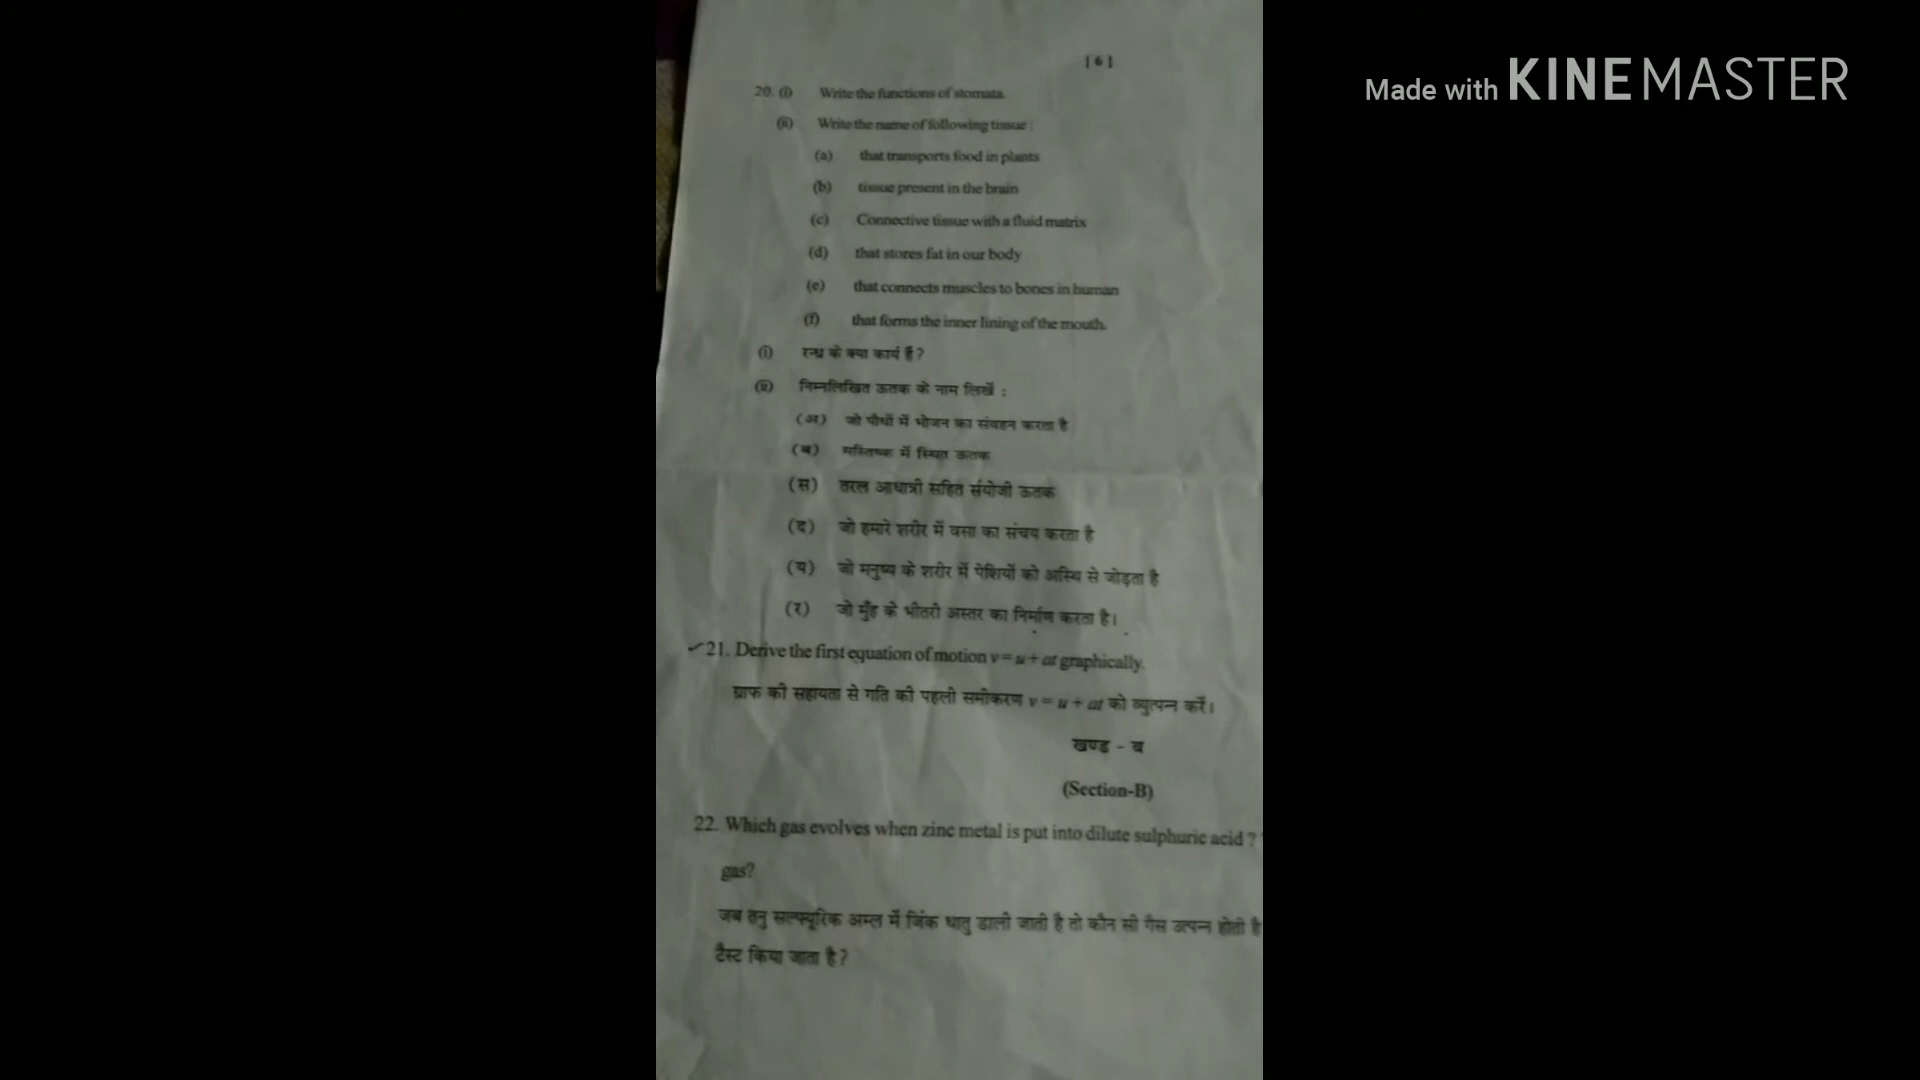 [ 6 ]
Made with KINEMASTER
20. (i) Write the functions of stomata.
(ii) Write the name of following tissue :
(a) that transports food in plants
(b) tissue present in the brain
(c) Connective tissue with a fluid matrix
(d) that stores fat in our body
(e) that connects muscles to bones in human
(f) that forms the inner lining of the mouth.
(i) रन्ध्र के क्या कार्य हैं ?
(ii) निम्नलिखित ऊतक के नाम लिखें :
(अ) जो पौधों में भोजन का संवहन करता है
(ब) मस्तिष्क में स्थित ऊतक
(स) तरल आधात्री सहित संयोजी ऊतक
(द) जो हमारे शरीर में वसा का संचय करता है
(य) जो मनुष्य के शरीर में पेशियों को अस्थि से जोड़ता है
(र) जो मुँह के भीतरी अस्तर का निर्माण करता है।
21. Derive the first equation of motion v = u + at graphically.
ग्राफ की सहायता से गति की पहली समीकरण v = u + at को व्युत्पन्न करें।
खण्ड - ब
(Section-B)
22. Which gas evolves when zinc metal is put into dilute sulphuric acid ?
gas?
जब तनु सल्फ्यूरिक अम्ल में जिंक धातु डाली जाती है तो कौन सी गैस उत्पन्न होती है
टैस्ट किया जाता है ?